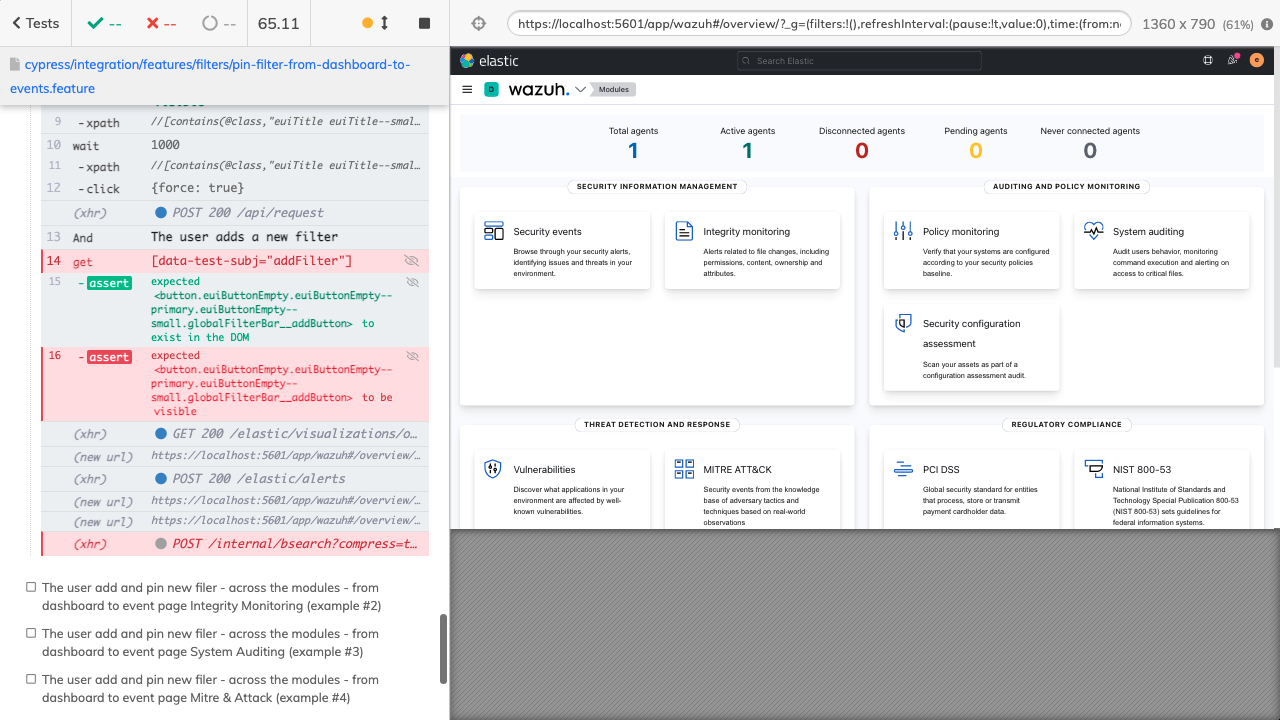 Tests
--
--
--
65.11
https://localhost:5601/app/wazuh#/overview/?_g=(filters:!(),refreshInterval:(pause:!t,value:0),time:(from:n
1360 x 790 (61%)
cypress/integration/features/filters/pin-filter-from-dashboard-to-
events.feature
9 -xpath //[contains(@class,"euiTitle euiTitle--smal…
10 wait 1000
11 -xpath //[contains(@class,"euiTitle euiTitle--smal…
12 -click {force: true}
(xhr) POST 200 /api/request
13 And The user adds a new filter
14 get [data-test-subj="addFilter"]
15 -assert expected
<button.euiButtonEmpty.euiButtonEmpty--
primary.euiButtonEmpty--
small.globalFilterBar__addButton> to
exist in the DOM
16 -assert expected
<button.euiButtonEmpty.euiButtonEmpty--
primary.euiButtonEmpty--
small.globalFilterBar__addButton> to be
visible
(xhr) GET 200 /elastic/visualizations/o…
(new url) https://localhost:5601/app/wazuh#/overview/…
(xhr) POST 200 /elastic/alerts
(new url) https://localhost:5601/app/wazuh#/overview/…
(new url) https://localhost:5601/app/wazuh#/overview/…
(xhr) POST /internal/bsearch?compress=t…
The user add and pin new filer - across the modules - from
dashboard to event page Integrity Monitoring (example #2)
The user add and pin new filer - across the modules - from
dashboard to event page System Auditing (example #3)
The user add and pin new filer - across the modules - from
dashboard to event page Mitre & Attack (example #4)
elastic
Search Elastic
e
D
wazuh.
Modules
Total agents
1
Active agents
1
Disconnected agents
0
Pending agents
0
Never connected agents
0
SECURITY INFORMATION MANAGEMENT
Security events
Browse through your security alerts,
identifying issues and threats in your
environment.
Integrity monitoring
Alerts related to file changes, including
permissions, content, ownership and
attributes.
AUDITING AND POLICY MONITORING
Policy monitoring
Verify that your systems are configured
according to your security policies
baseline.
System auditing
Audit users behavior, monitoring
command execution and alerting on
access to critical files.
Security configuration
assessment
Scan your assets as part of a
configuration assessment audit.
THREAT DETECTION AND RESPONSE
Vulnerabilities
Discover what applications in your
environment are affected by well-
known vulnerabilities.
MITRE ATT&CK
Security events from the knowledge
base of adversary tactics and
techniques based on real-world
observations
REGULATORY COMPLIANCE
PCI DSS
Global security standard for entities
that process, store or transmit
payment cardholder data.
NIST 800-53
National Institute of Standards and
Technology Special Publication 800-53
(NIST 800-53) sets guidelines for
federal information systems.